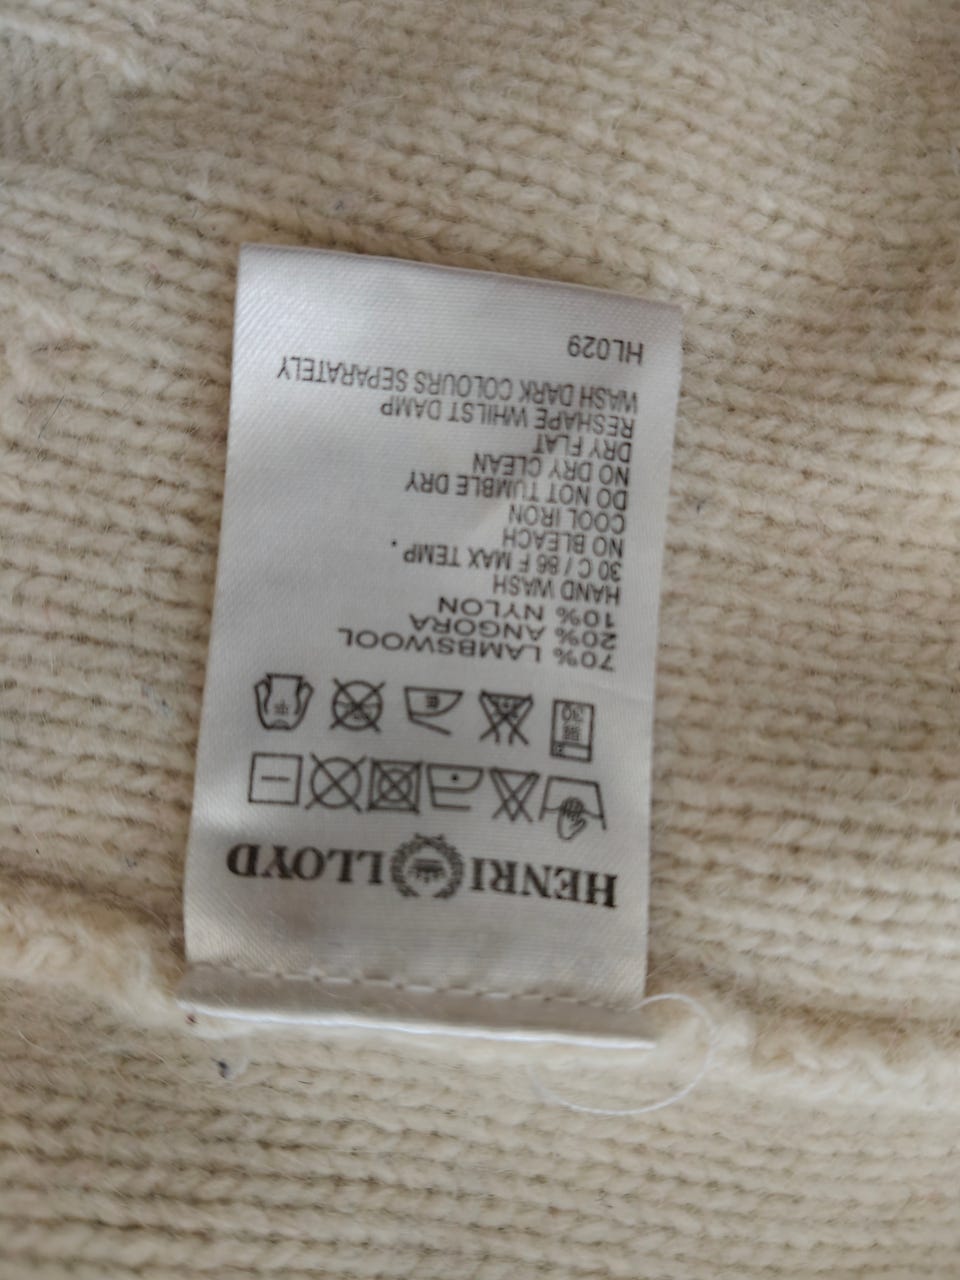 HENRI LLOYD
70% LAMBSWOOL
20% ANGORA
10% NYLON
HAND WASH
30 C / 86 F MAX TEMP.
NO BLEACH
COOL IRON
DO NOT TUMBLE DRY
NO DRY CLEAN
DRY FLAT
RESHAPE WHILST DAMP
WASH DARK COLOURS SEPARATELY
HL029